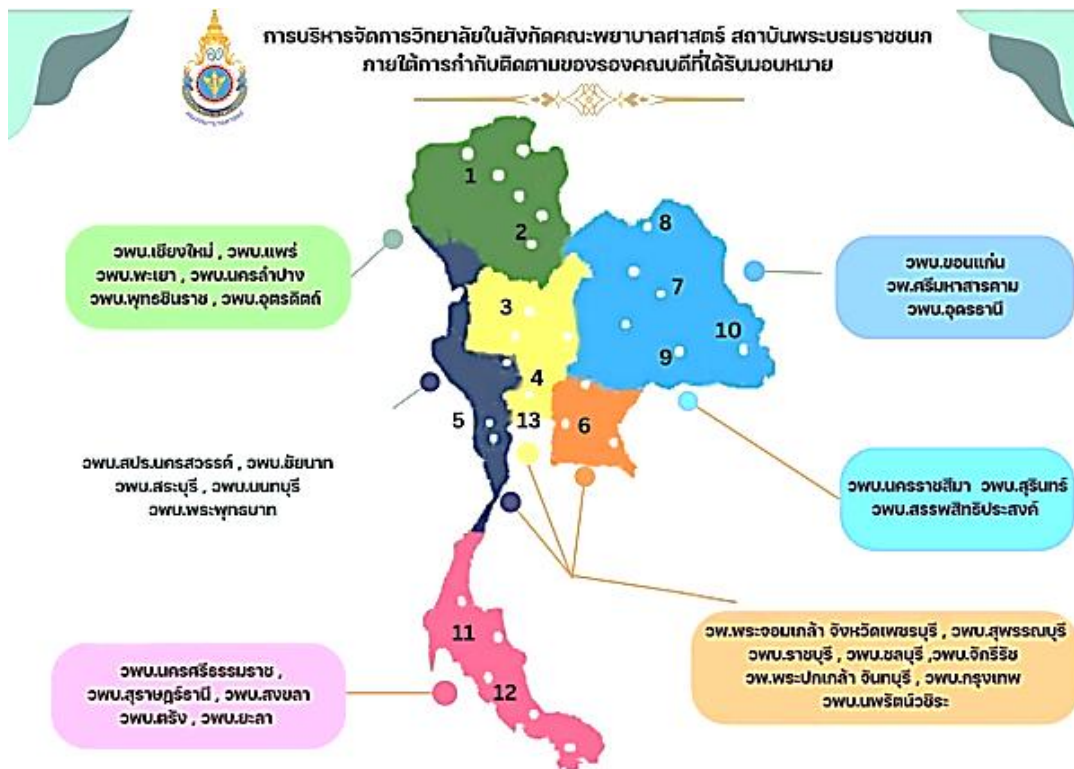 การบริหารจัดการวิทยาลัยในสังกัดคณะพยาบาลศาสตร์ สถาบันพระบรมราชชนก
ภายใต้การกำกับติดตามของรองคณบดีที่ได้รับมอบหมาย
1
2
3
4
5
13
6
7
8
9
10
11
12
วพบ.เชียงใหม่ , วพบ.แพร่
วพบ.พะเยา , วพบ.นครลำปาง
วพบ.พุทธชินราช , วพบ.อุตรดิตถ์
วพบ.ขอนแก่น
วพ.ศรีมหาสารคาม
วพบ.อุดรธานี
วพบ.สปร.นครสวรรค์ , วพบ.ชัยนาท
วพบ.สระบุรี , วพบ.นนทบุรี
วพบ.พระพุทธบาท
วพบ.นครราชสีมา วพบ.สุรินทร์
วพบ.สรรพสิทธิประสงค์
วพ.พระจอมเกล้า จังหวัดเพชรบุรี , วพบ.สุพรรณบุรี
วพบ.ราชบุรี , วพบ.ชลบุรี ,วพบ.จักรีรัช
วพ.พระปกเกล้า จันทบุรี , วพบ.กรุงเทพ
วพบ.นพรัตน์วชิระ
วพบ.นครศรีธรรมราช ,
วพบ.สุราษฎร์ธานี , วพบ.สงขลา
วพบ.ตรัง , วพบ.ยะลา